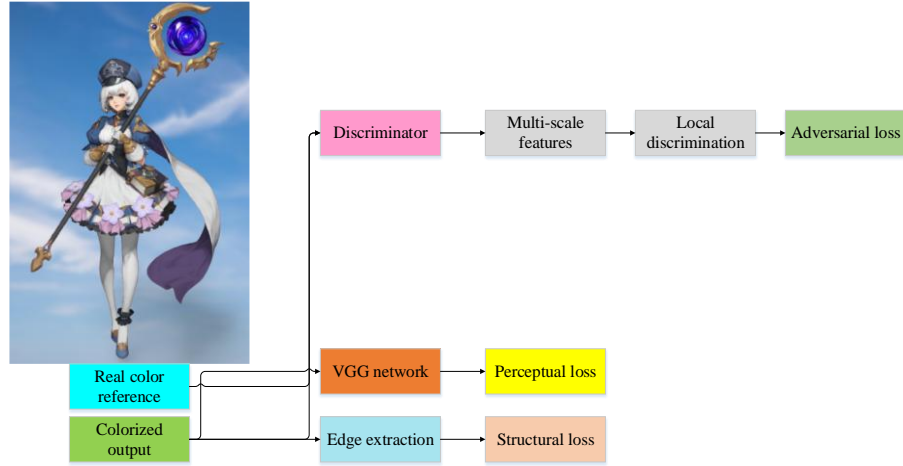 Discriminator
Multi-scale
features
Local
discrimination
Adversarial loss
Real color
reference
VGG network
Perceptual loss
Colorized
output
Edge extraction
Structural loss